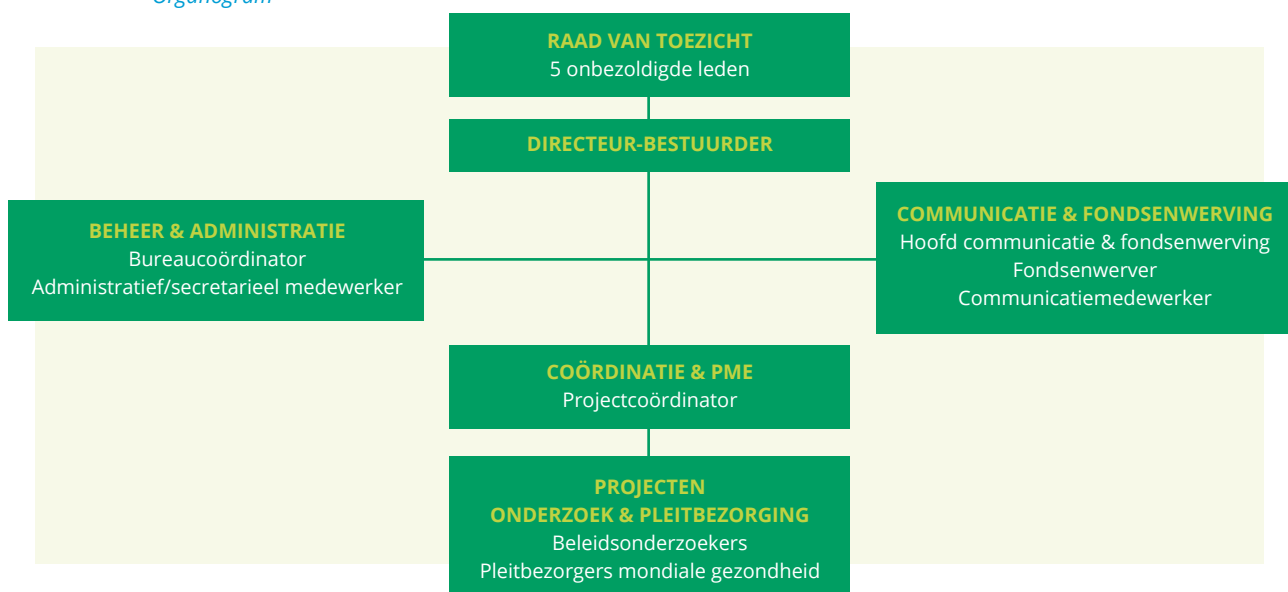 Organogram
RAAD VAN TOEZICHT
5 onbezoldigde leden
DIRECTEUR-BESTUURDER
BEHEER & ADMINISTRATIE
Bureaucoördinator
Administratief/secretarieel medewerker
COMMUNICATIE & FONDSENWERVING
Hoofd communicatie & fondsenwerving
Fondsenwerver
Communicatiemedewerker
COÖRDINATIE & PME
Projectcoördinator
PROJECTEN
ONDERZOEK & PLEITBEZORGING
Beleidsonderzoekers
Pleitbezorgers mondiale gezondheid